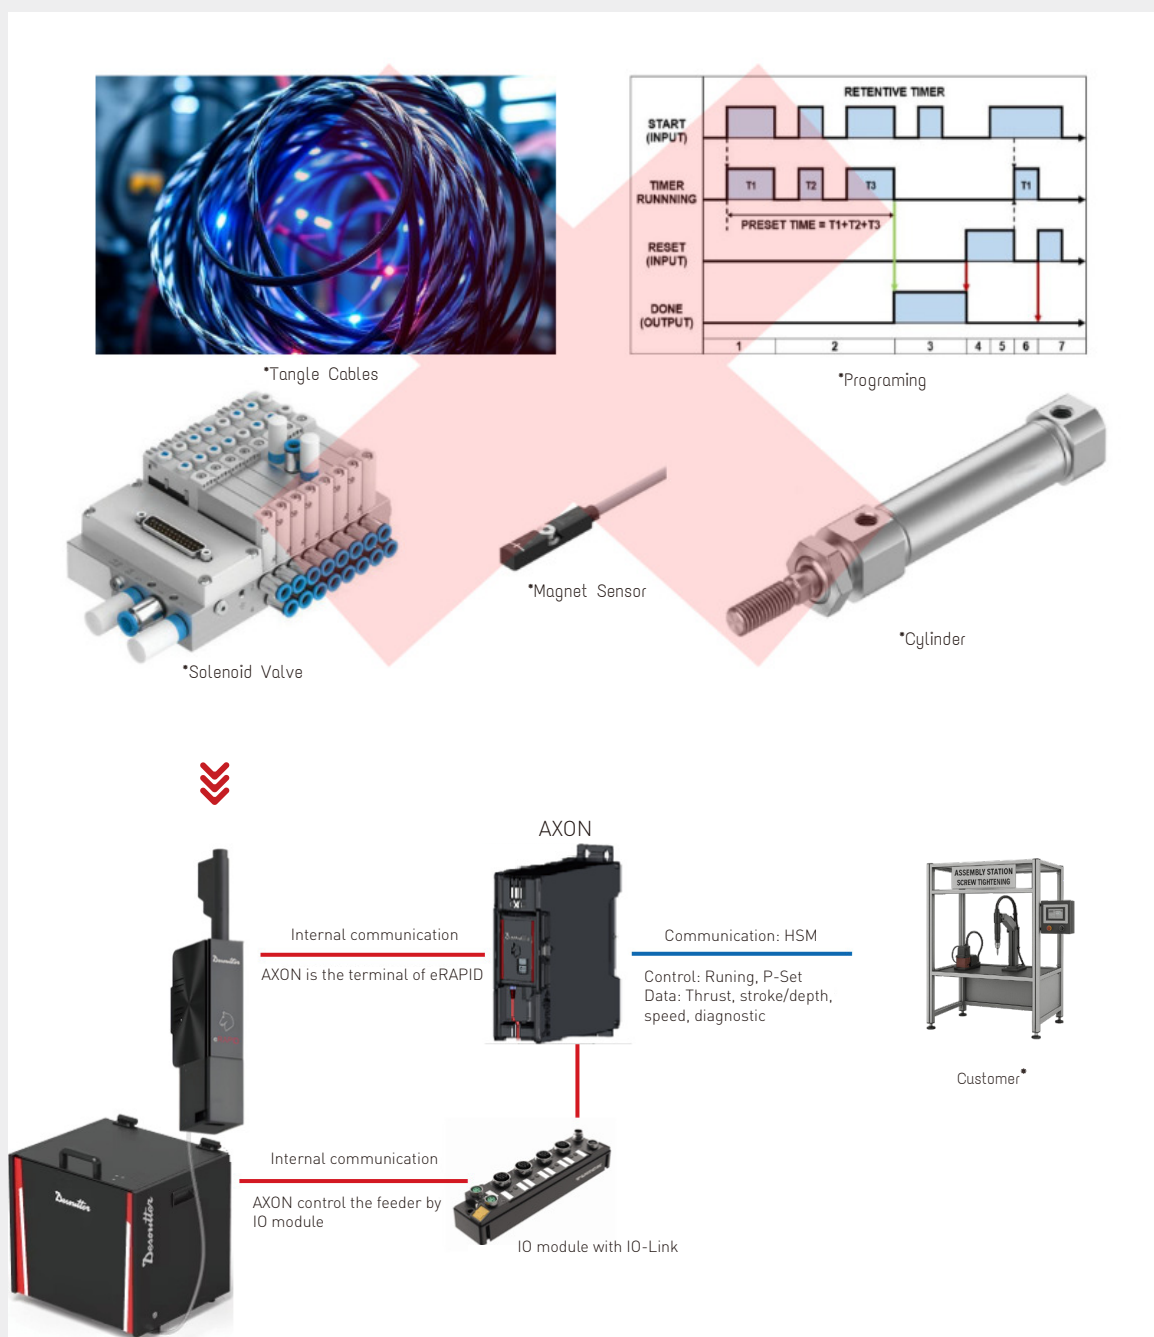 RETENTIVE TIMER
START
(INPUT)
TIMER
RUNNNING
T1
T2
T3
T1
PRESET TIME = T1+T2+T3
RESET
(INPUT)
DONE
(OUTPUT)
1 2 3 4 5 6 7
*Tangle Cables
*Programing
*Magnet Sensor
*Cylinder
*Solenoid Valve
AXON
ASSEMBLY STATION
SCREW TIGHTENING
Desoutter
Internal communication
AXON is the terminal of eRAPID
Communication: HSM
Control: Runing, P-Set
Data: Thrust, stroke/depth,
speed, diagnostic
Customer*
Internal communication
AXON control the feeder by
IO module
IO module with IO-Link
Desoutter
Desoutter